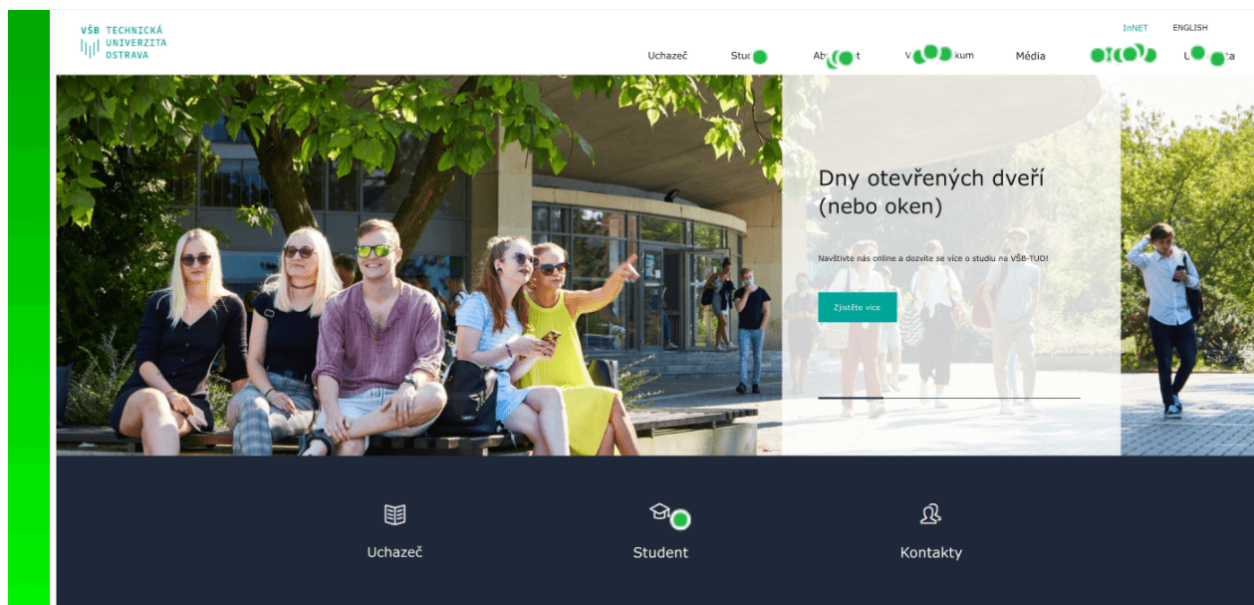 VŠB TECHNICKÁ
UNIVERZITA
OSTRAVA
InNET ENGLISH
Uchazeč Média
Dny otevřených dveří
(nebo oken)
Navštivte nás online a dozvíte se více o studiu na VŠB-TUO!
Zjistěte více
Uchazeč Student Kontakty